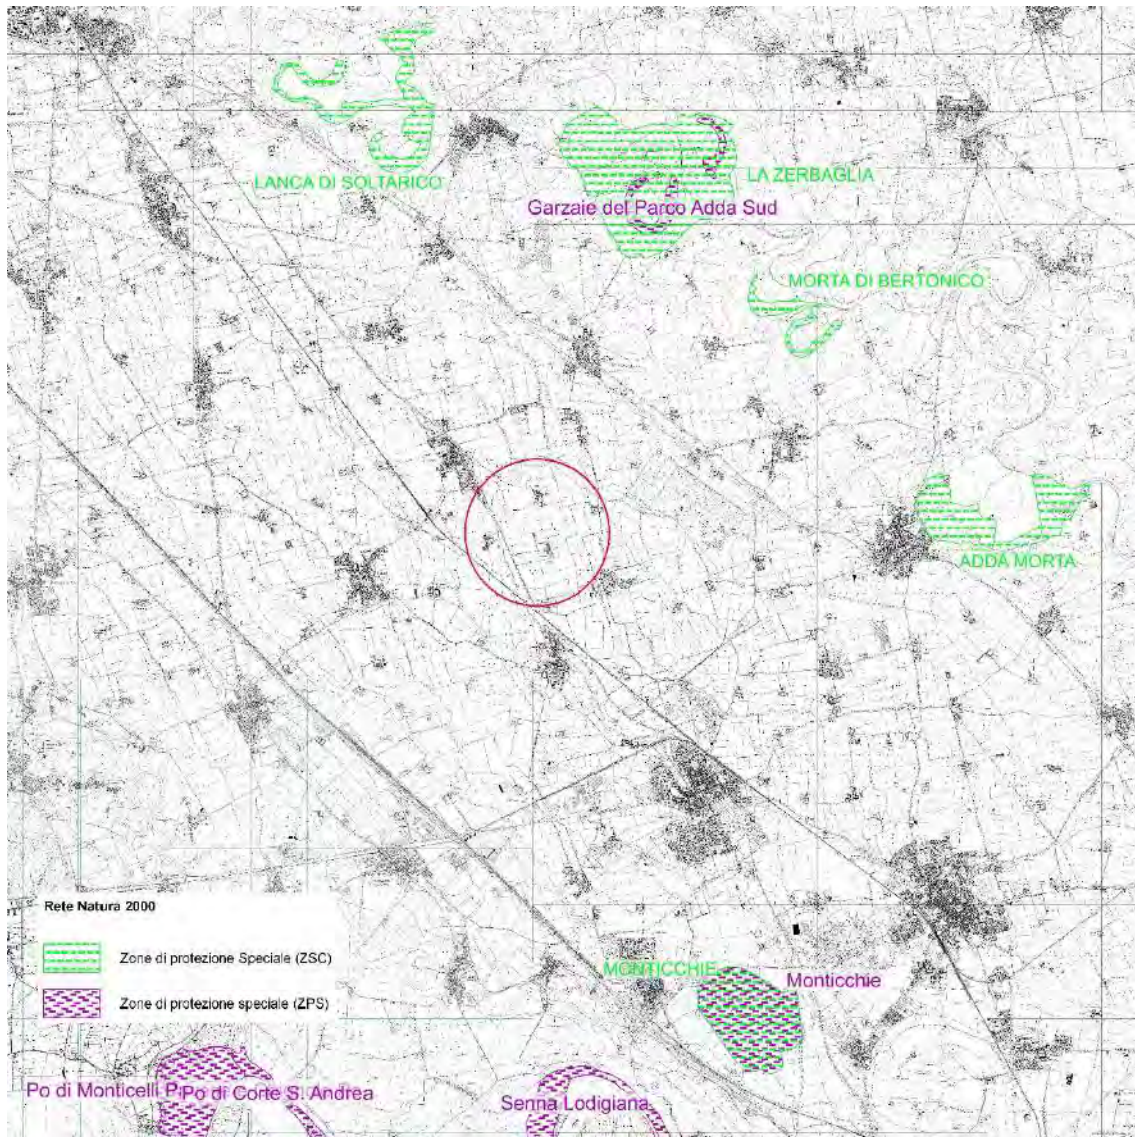 LANCA DI SOLTARICO
LA ZERBAGLIA
Garzaie del Parco Adda Sud
MORTA DI BERTONICO
ADDA MORTA
Rete Natura 2000
Zone di protezione Speciale (ZSC)
Zone di protezione speciale (ZPS)
MONTICCHIE
Monticchie
Po di Monticelli P
Po di Corte S. Andrea
Senna Lodigiana